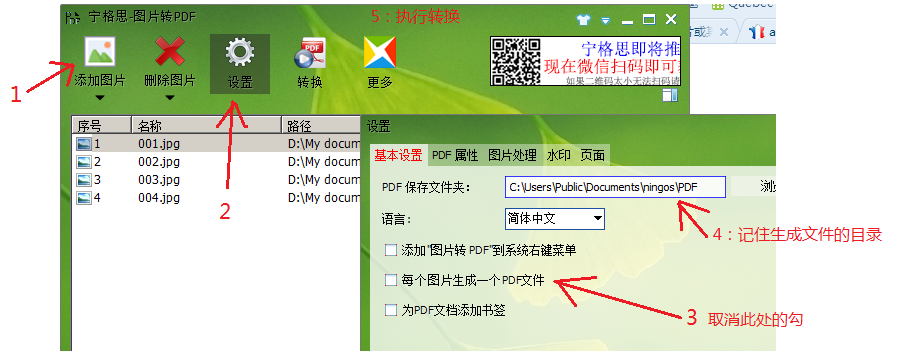 宁格思-图片转PDF
5：执行转换
添加图片
删除图片
设置
PDF
转换
更多
宁格思即将推
现在微信扫码即可
如果二维码太小无法扫码请
1
2
序号 名称 路径
1 001.jpg D:\My docum
2 002.jpg D:\My docum
3 003.jpg D:\My docum
4 004.jpg D:\My docum
设置
基本设置 PDF 属性 图片处理 水印 页面
PDF 保存文件夹：
C:\Users\Public\Documents\ningos\PDF
浏
语言：
简体中文
4：记住生成文件的目录
添加"图片转 PDF"到系统右键菜单
每个图片生成一个PDF文件
3 取消此处的勾
为PDF文档添加书签